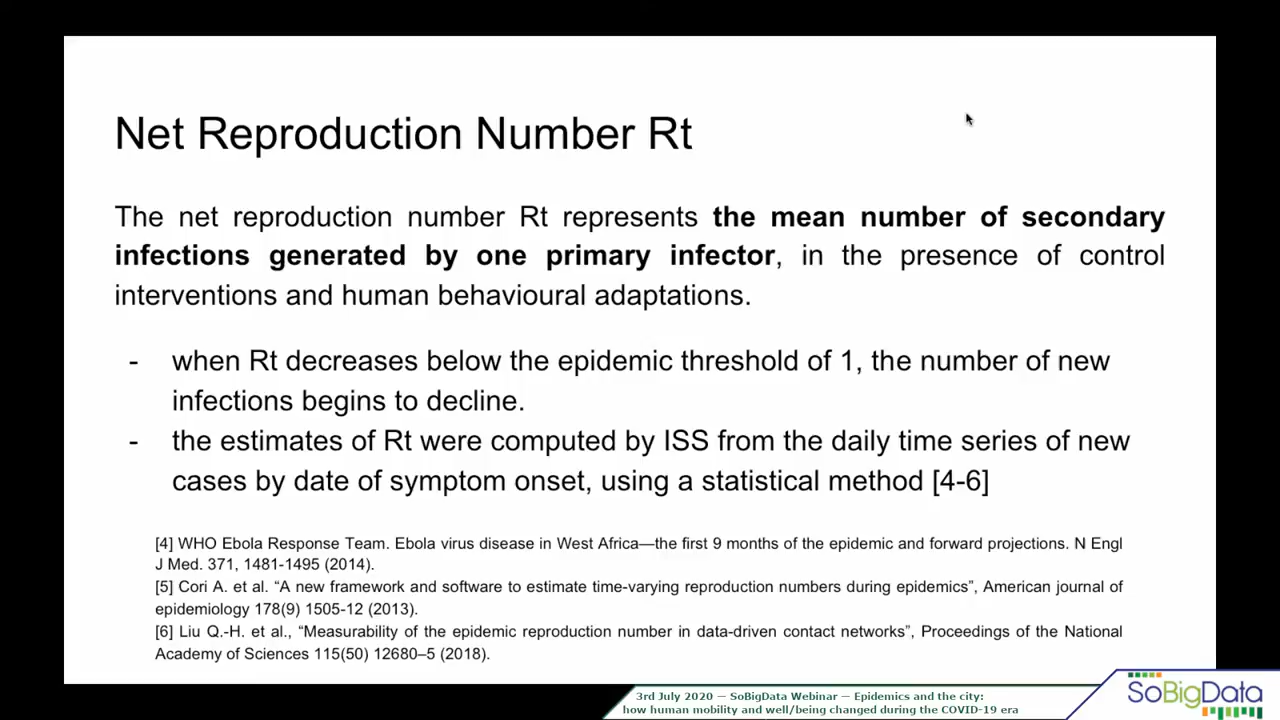 Net Reproduction Number Rt
The net reproduction number Rt represents the mean number of secondary
infections generated by one primary infector, in the presence of control
interventions and human behavioural adaptations.
- when Rt decreases below the epidemic threshold of 1, the number of new
infections begins to decline.
- the estimates of Rt were computed by ISS from the daily time series of new
cases by date of symptom onset, using a statistical method [4-6]
[4] WHO Ebola Response Team. Ebola virus disease in West Africa—the first 9 months of the epidemic and forward projections. N Engl
J Med. 371, 1481-1495 (2014).
[5] Cori A. et al. “A new framework and software to estimate time-varying reproduction numbers during epidemics”, American journal of
epidemiology 178(9) 1505-12 (2013).
[6] Liu Q.-H. et al., “Measurability of the epidemic reproduction number in data-driven contact networks”, Proceedings of the National
Academy of Sciences 115(50) 12680–5 (2018).
3rd July 2020 — SoBigData Webinar — Epidemics and the city:
how human mobility and well/being changed during the COVID-19 era
SoBigData